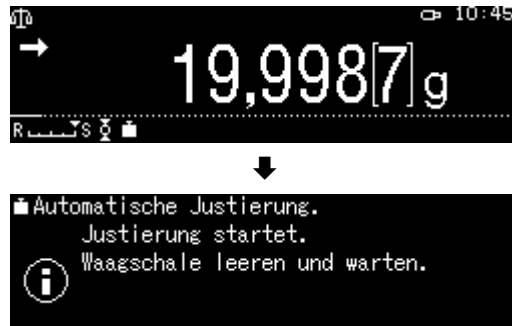 10:45
19,998[7] g
R S
Automatische Justierung.
Justierung startet.
Waagschale leeren und warten.